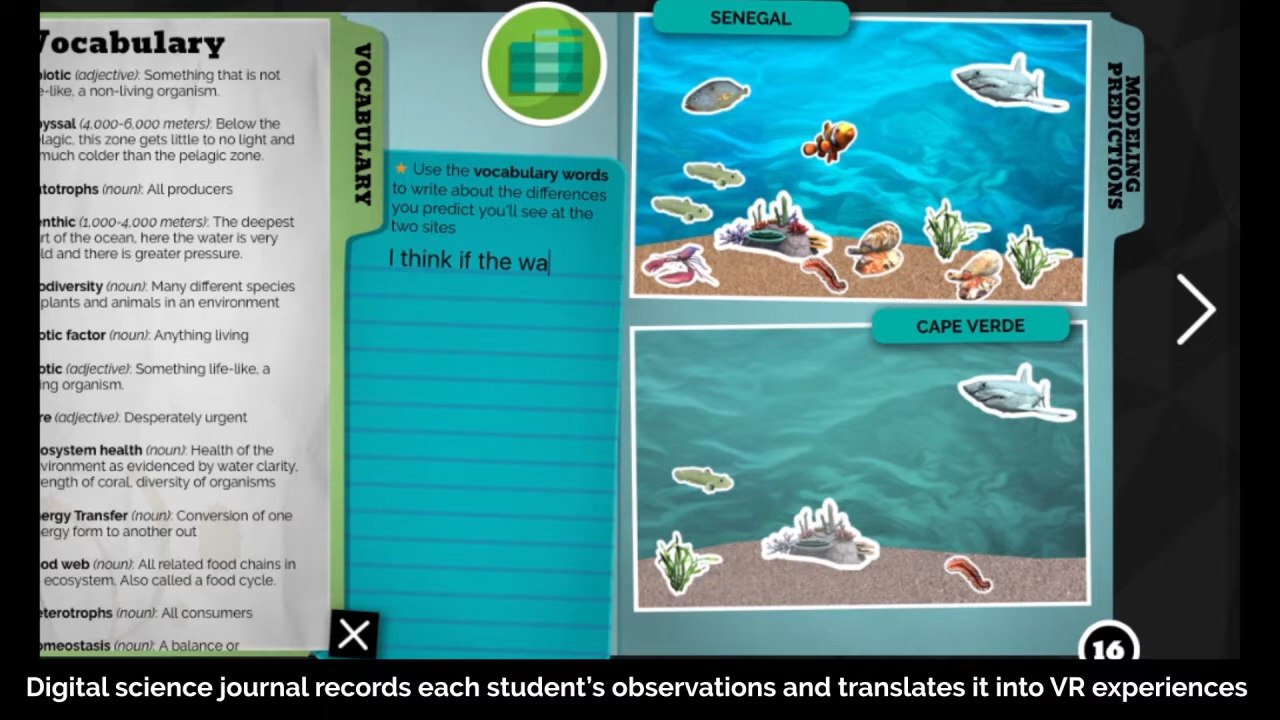 Vocabulary
biotic (adjective): Something that is not
e-like, a non-living organism.
byssal (4,000-6,000 meters): Below the
elagic, this zone gets little to no light and
much colder than the pelagic zone.
utotrophs (noun): All producers
enthic (1,000-4,000 meters): The deepest
rt of the ocean, here the water is very
ld and there is greater pressure.
odiversity (noun): Many different species
plants and animals in an environment
otic factor (noun): Anything living
otic (adjective): Something life-like, a
ing organism.
re (adjective): Desperately urgent
osystem health (noun): Health of the
vironment as evidenced by water clarity,
ength of coral, diversity of organisms
ergy Transfer (noun): Conversion of one
ergy form to another out
od web (noun): All related food chains in
ecosystem. Also called a food cycle.
eterotrophs (noun): All consumers
omeostasis (noun): A balance or
VOCABULARY
★ Use the vocabulary words
to write about the differences
you predict you'll see at the
two sites
I think if the wa
SENEGAL
CAPE VERDE
MODELING
PREDICTIONS
16
Digital science journal records each student's observations and translates it into VR experiences